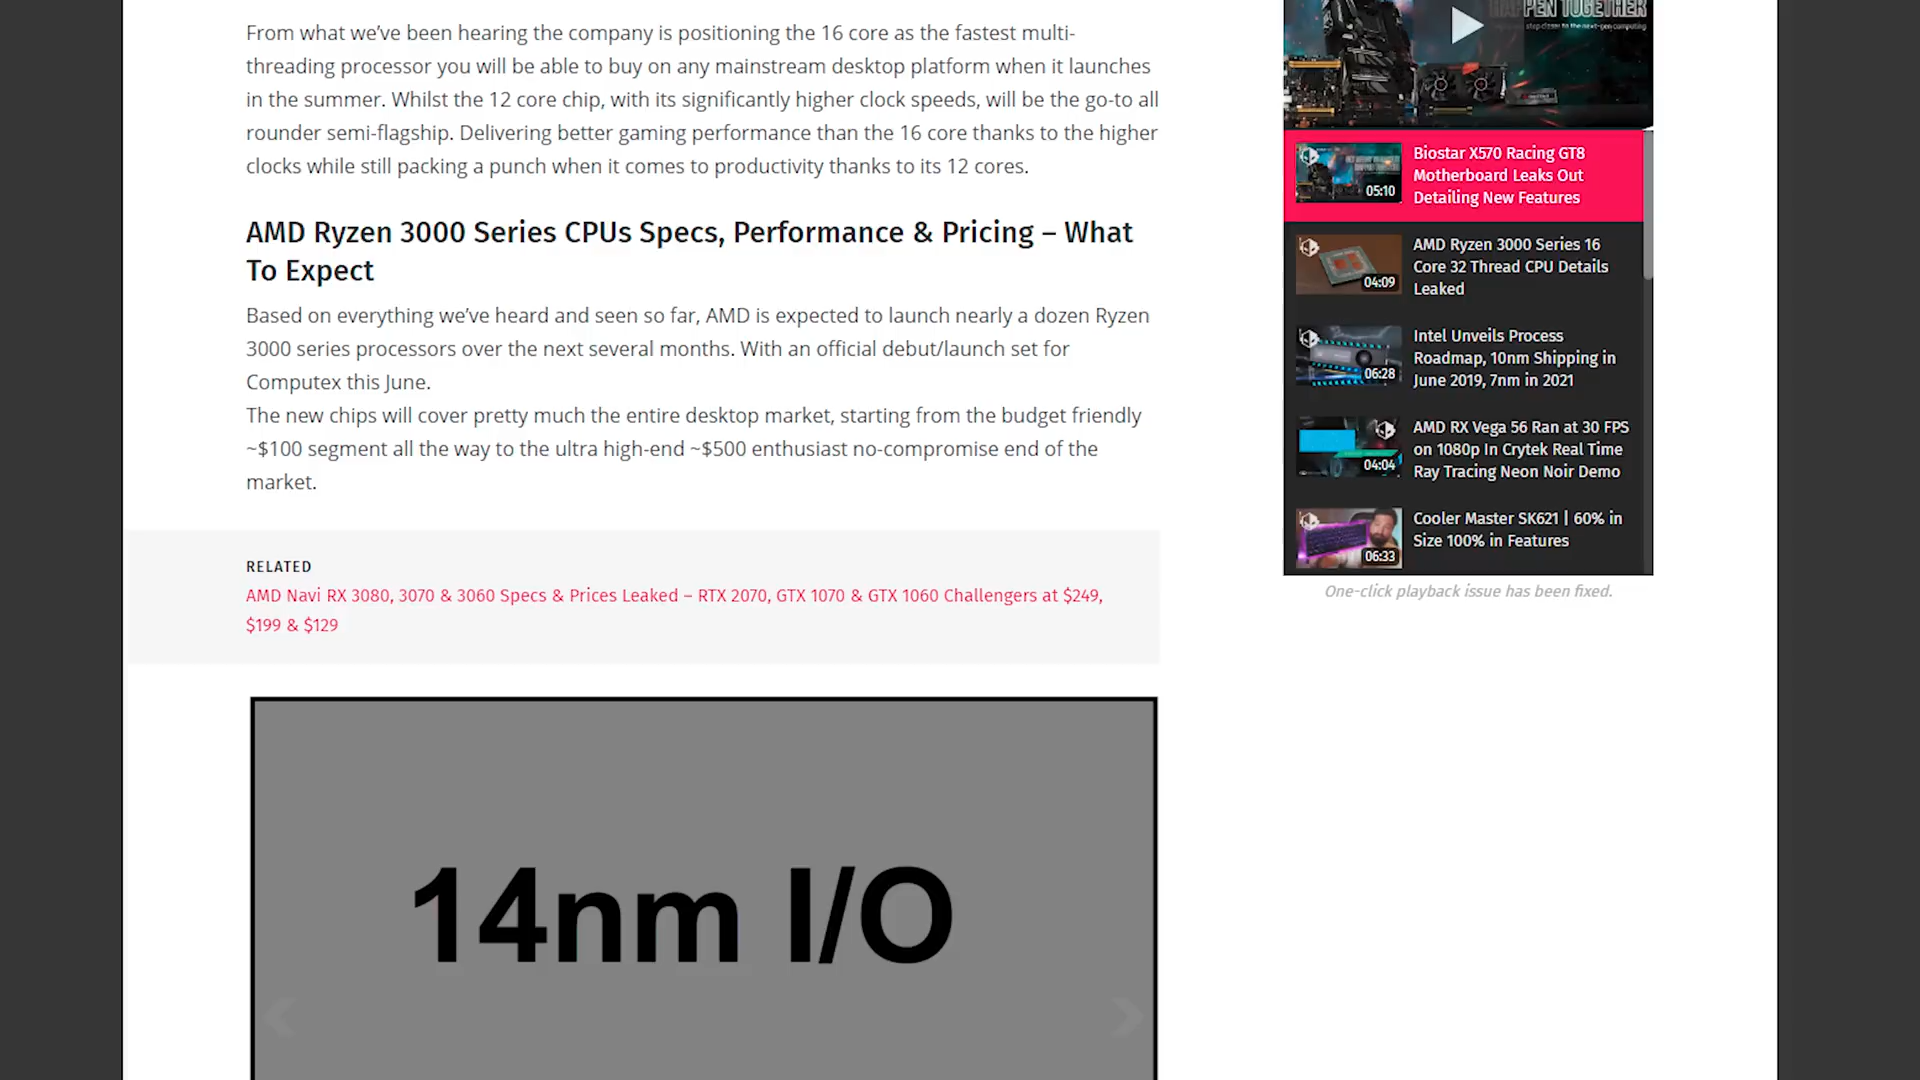 From what we’ve been hearing the company is positioning the 16 core as the fastest multi-
threading processor you will be able to buy on any mainstream desktop platform when it launches
in the summer. Whilst the 12 core chip, with its significantly higher clock speeds, will be the go-to all
rounder semi-flagship. Delivering better gaming performance than the 16 core thanks to the higher
clocks while still packing a punch when it comes to productivity thanks to its 12 cores.
AMD Ryzen 3000 Series CPUs Specs, Performance & Pricing – What
To Expect
Based on everything we’ve heard and seen so far, AMD is expected to launch nearly a dozen Ryzen
3000 series processors over the next several months. With an official debut/launch set for
Computex this June.
The new chips will cover pretty much the entire desktop market, starting from the budget friendly
~$100 segment all the way to the ultra high-end ~$500 enthusiast no-compromise end of the
market.
RELATED
AMD Navi RX 3080, 3070 & 3060 Specs & Prices Leaked – RTX 2070, GTX 1070 & GTX 1060 Challengers at $249,
$199 & $129
14nm I/O
HAPPEN TOGETHER
step closer to the next-gen computing
05:10
Biostar X570 Racing GT8
Motherboard Leaks Out
Detailing New Features
04:09
AMD Ryzen 3000 Series 16
Core 32 Thread CPU Details
Leaked
06:28
Intel Unveils Process
Roadmap, 10nm Shipping in
June 2019, 7nm in 2021
04:04
AMD RX Vega 56 Ran at 30 FPS
on 1080p In Crytek Real Time
Ray Tracing Neon Noir Demo
06:33
Cooler Master SK621 | 60% in
Size 100% in Features
One-click playback issue has been fixed.